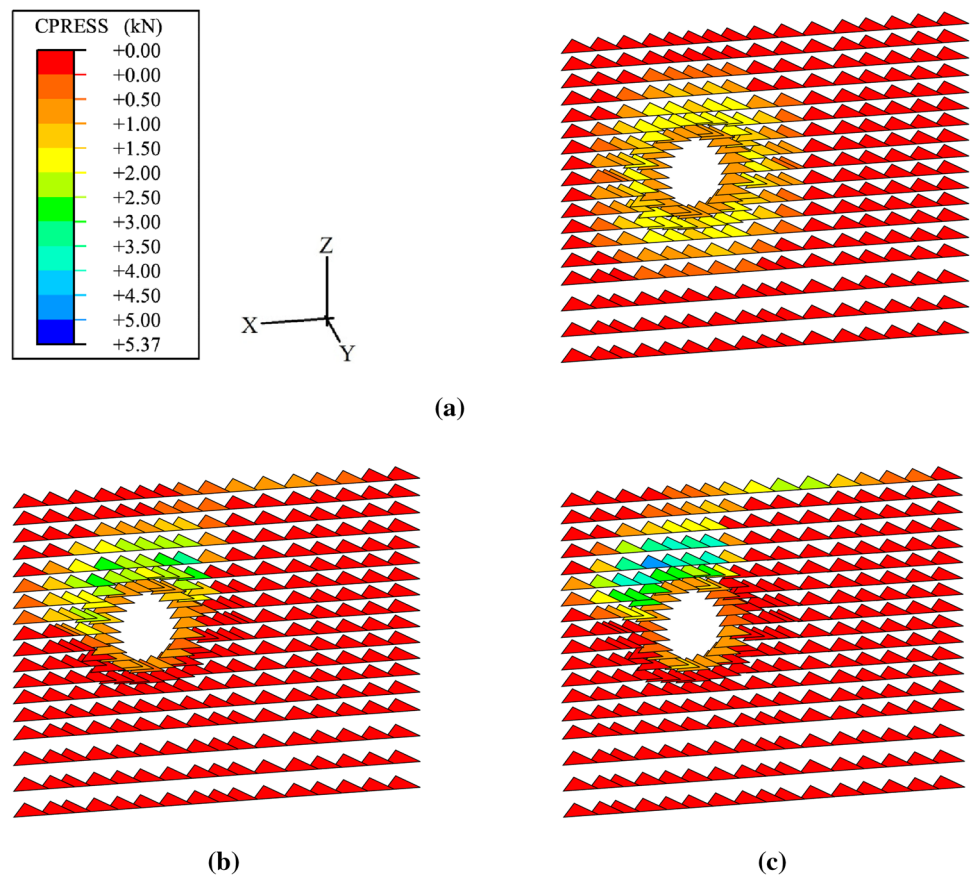 CPRESS (kN)
+0.00
+0.00
+0.50
+1.00
+1.50
+2.00
+2.50
+3.00
+3.50
+4.00
+4.50
+5.00
+5.37
Z
X
Y
(a)
(b)
(c)